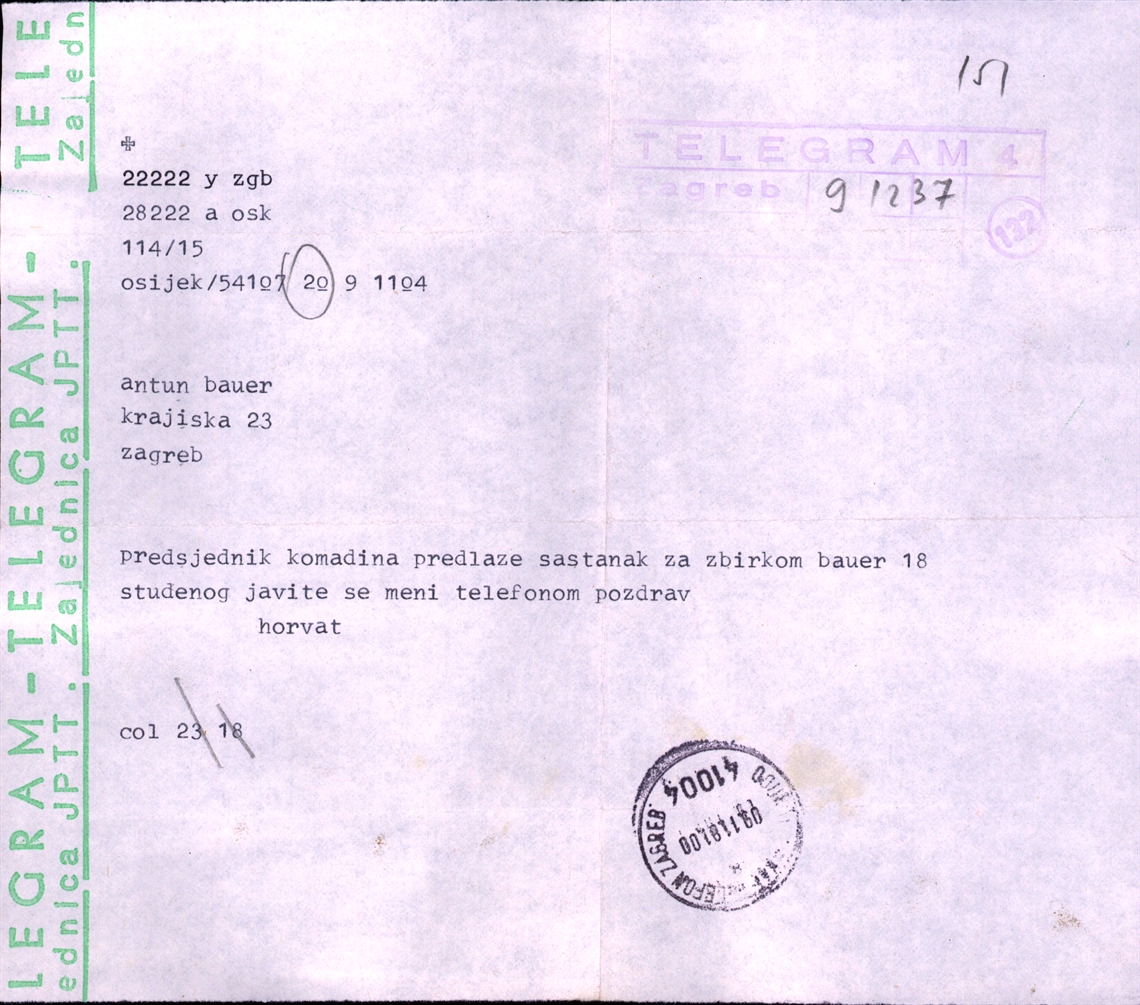 TELEGRAM - TELEGRAM - TELE
Zajednica JPTT. Zajednica JPTT. Zajedn
151
TELEGRAM 4
zagreb
9 1237
132
22222 y zgb
28222 a osk
114/15
osijek/54107 20 9 1104
antun bauer
krajiska 23
zagreb
predsjednik komadina predlaze sastanak za zbirkom bauer 18
studenog javite se meni telefonom pozdrav
horvat
col 23 18
41004
TELEFON ZAGREB